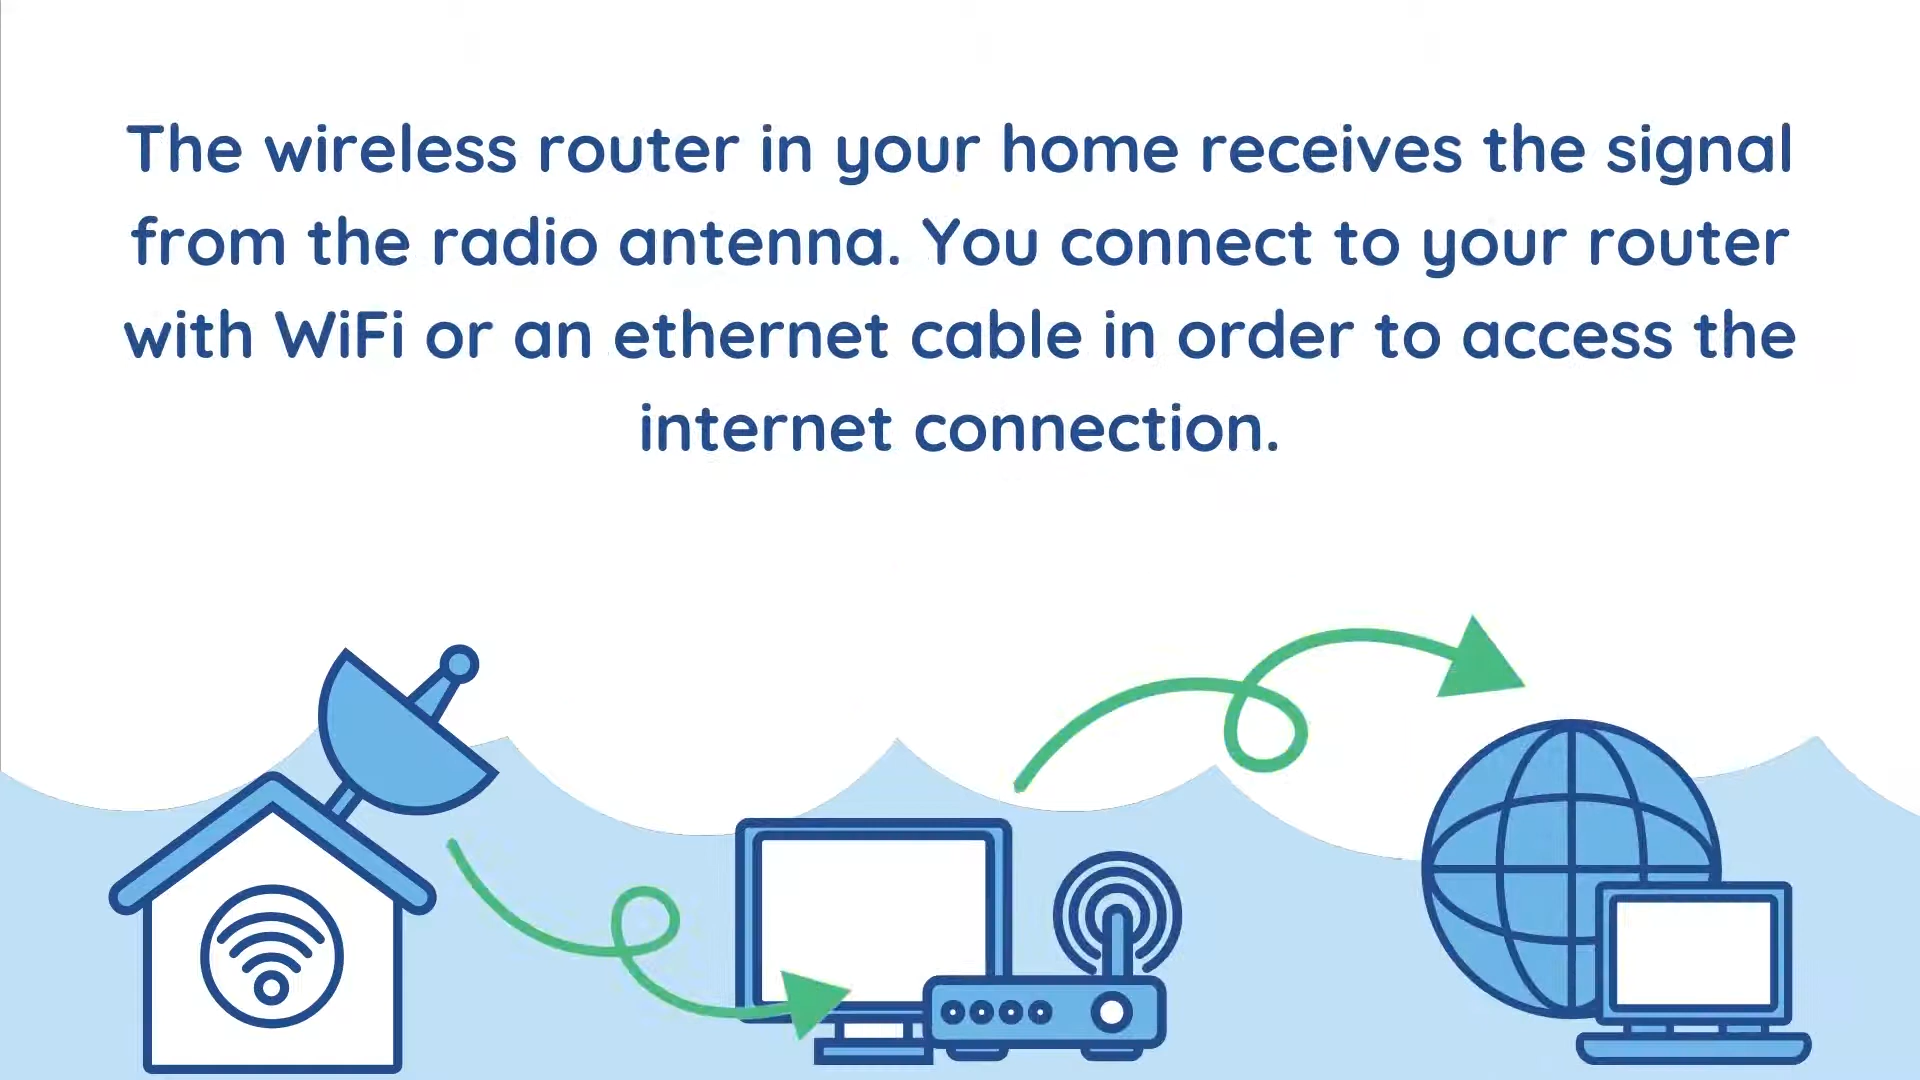 The wireless router in your home receives the signal
from the radio antenna. You connect to your router
with WiFi or an ethernet cable in order to access the
internet connection.